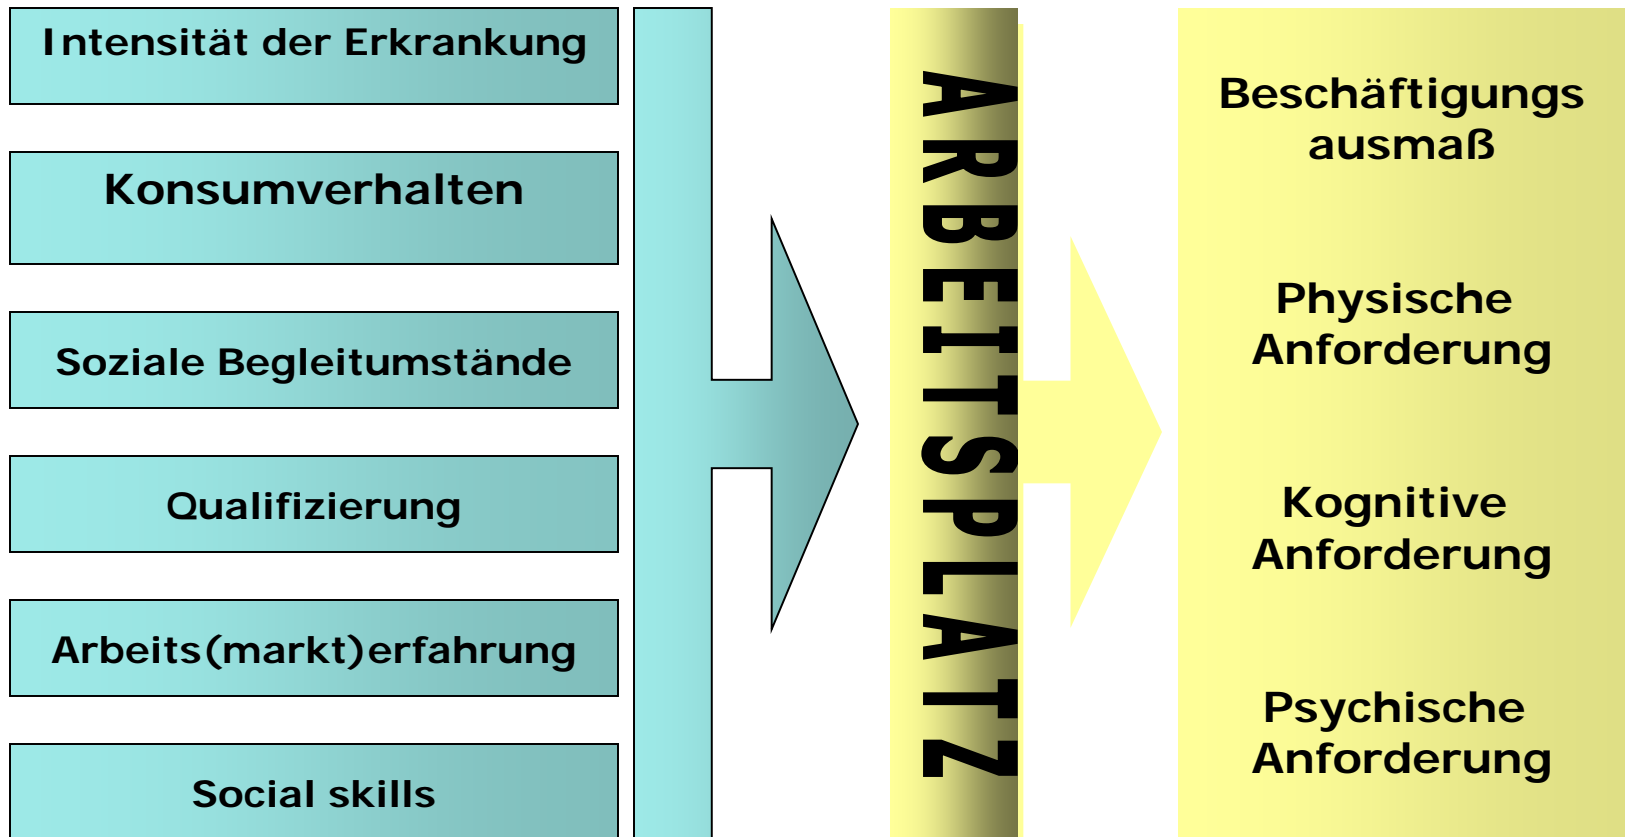 Intensität der Erkrankung
Konsumverhalten
Soziale Begleitumstände
Qualifizierung
Arbeits(markt)erfahrung
Social skills
ARBEITSPLATZ
Beschäftigungs
ausmaß
Physische
Anforderung
Kognitive
Anforderung
Psychische
Anforderung